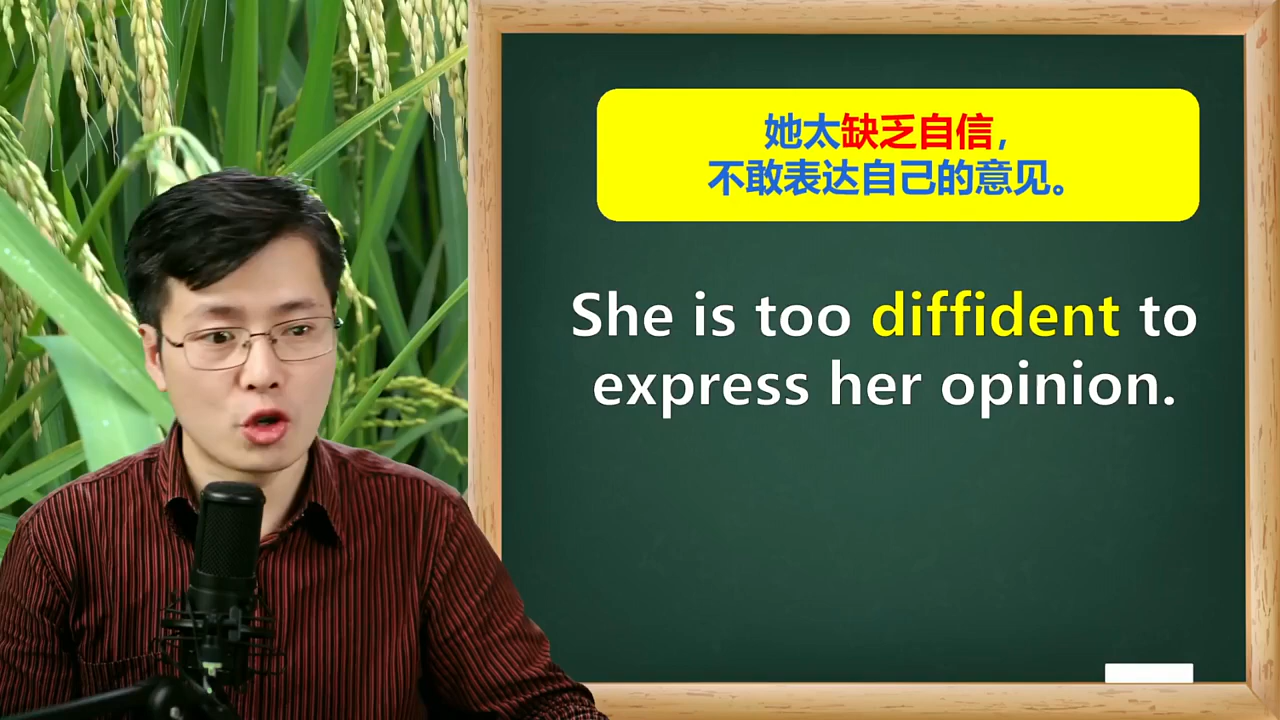 她太缺乏自信，
不敢表达自己的意见。
She is too diffident to
express her opinion.